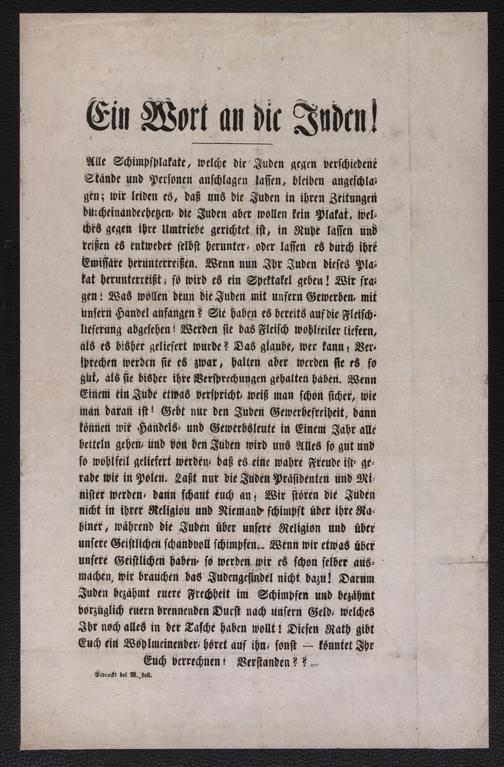 Ein Wort an die Juden!
Alle Schimpfplakate, welche die Juden gegen verschiedene
Stände und Personen anschlagen lassen, bleiben angeschla-
gen; wir leiden es, daß uns die Juden in ihren Zeitungen
durcheinanderhetzen, die Juden aber wollen kein Plakat, wel-
ches gegen ihre Umtriebe gerichtet ist, in Ruhe lassen und
reißen es entweder selbst herunter, oder lassen es durch ihre
Emissäre herunterreißen. Wenn nun Ihr Juden dieses Pla-
kat herunterreißt, so wird es ein Spektakel geben! Wir fra-
gen: Was wollen denn die Juden mit unsern Gewerben, mit
unsern Handel anfangen? Sie haben es bereits auf die Fleisch-
lieferung abgesehen! Werden sie das Fleisch wohlfeiler liefern,
als es bisher geliefert wurde? Das glaube, wer kann; Ver-
sprechen werden sie es zwar, halten aber werden sie es so
gut, als sie bisher ihre Versprechungen gehalten haben. Wenn
Einem ein Jude etwas verspricht, weiß man schon sicher, wie
man daran ist! Gebt nur den Juden Gewerbefreiheit, dann
können wir Handels- und Gewerbsleute in Einem Jahr alle
betteln gehen, und von den Juden wird uns Alles so gut und
so wohlfeil geliefert werden, daß es eine wahre Freude ist, ge-
rade wie in Polen. Laßt nur die Juden Präsidenten und Mi-
nister werden, dann schaut euch an; Wir stören die Juden
nicht in ihrer Religion und Niemand schimpft über ihre Ra-
biner, während die Juden über unsere Religion und über
unsere Geistlichen schandvoll schimpfen. Wenn wir etwas über
unsere Geistlichen haben, so werden wir es schon selber aus-
machen, wir brauchen das Judengesindel nicht dazu! Darum
Juden bezähmt euere Frechheit im Schimpfen und bezähmt
vorzüglich euern brennenden Durst nach unsern Geld, welches
Ihr noch alles in der Tasche haben wollt! Diesen Rath gibt
Euch ein Wohlmeinender, höret auf ihn, sonst — könntet Ihr
Euch verrechnen! Verstanden??
Gedruckt bei M. Lell.